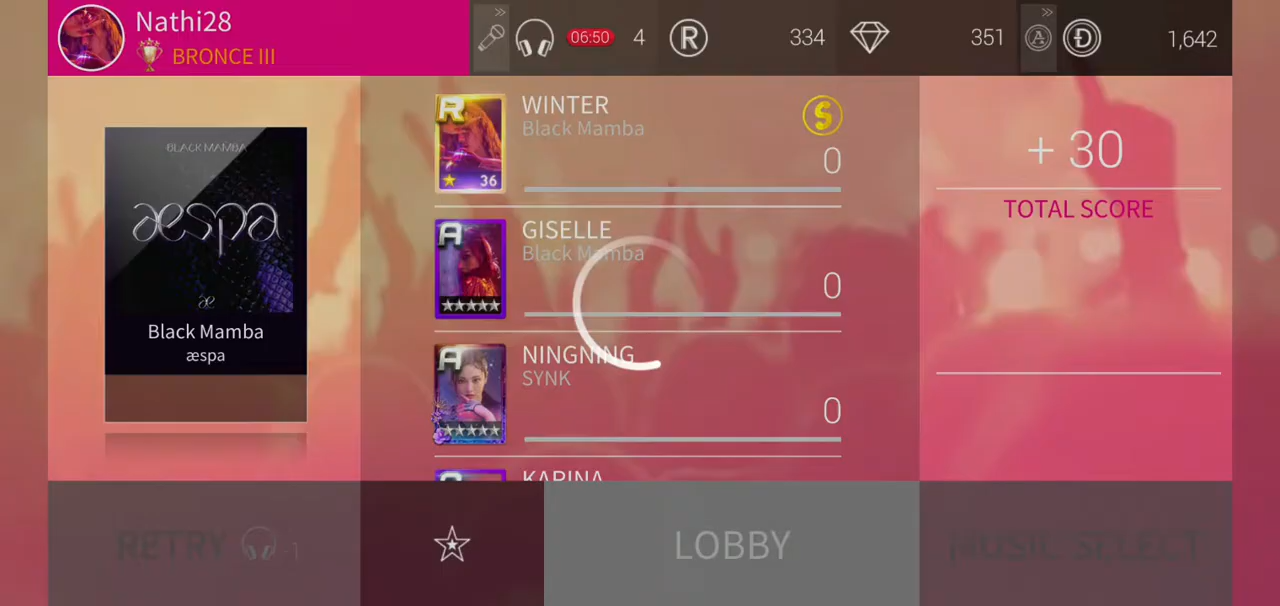 Nathi28
BRONCE III
06:50
4
R
334
351
A
1,642
BLACK MAMBA
æspa
æ
Black Mamba
æspa
R
36
WINTER
Black Mamba
S
0
A
GISELLE
Black Mamba
0
A
NINGNING
SYNK
0
KARINA
+ 30
TOTAL SCORE
RETRY -1
LOBBY
MUSIC SELECT